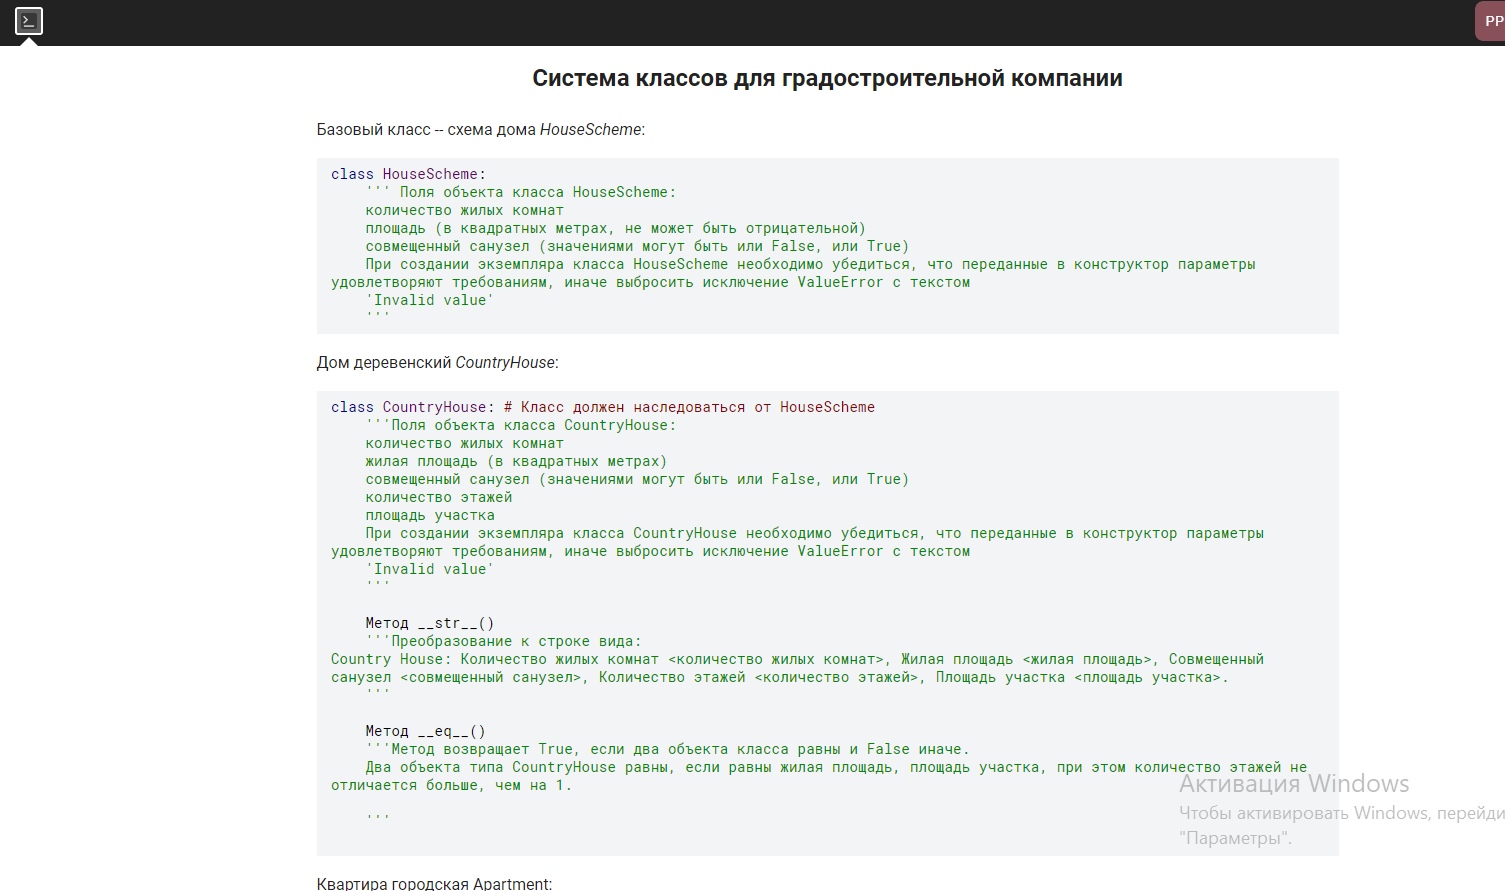 PP
Система классов для градостроительной компании
Базовый класс -- схема дома HouseScheme:
class HouseScheme:
''' Поля объекта класса HouseScheme:
количество жилых комнат
площадь (в квадратных метрах, не может быть отрицательной)
совмещенный санузел (значениями могут быть или False, или True)
При создании экземпляра класса HouseScheme необходимо убедиться, что переданные в конструктор параметры
удовлетворяют требованиям, иначе выбросить исключение ValueError с текстом
'Invalid value'
'''
Дом деревенский CountryHouse:
class CountryHouse: # Класс должен наследоваться от HouseScheme
'''Поля объекта класса CountryHouse:
количество жилых комнат
жилая площадь (в квадратных метрах)
совмещенный санузел (значениями могут быть или False, или True)
количество этажей
площадь участка
При создании экземпляра класса CountryHouse необходимо убедиться, что переданные в конструктор параметры
удовлетворяют требованиям, иначе выбросить исключение ValueError с текстом
'Invalid value'
'''
Метод __str__()
'''Преобразование к строке вида:
Country House: Количество жилых комнат <количество жилых комнат>, Жилая площадь <жилая площадь>, Совмещенный
санузел <совмещенный санузел>, Количество этажей <количество этажей>, Площадь участка <площадь участка>.
'''
Метод __eq__()
'''Метод возвращает True, если два объекта класса равны и False иначе.
Два объекта типа CountryHouse равны, если равны жилая площадь, площадь участка, при этом количество этажей не
отличается больше, чем на 1.
'''
Активация Windows
Чтобы активировать Windows, перейди
"Параметры".
Квартира городская Apartment: